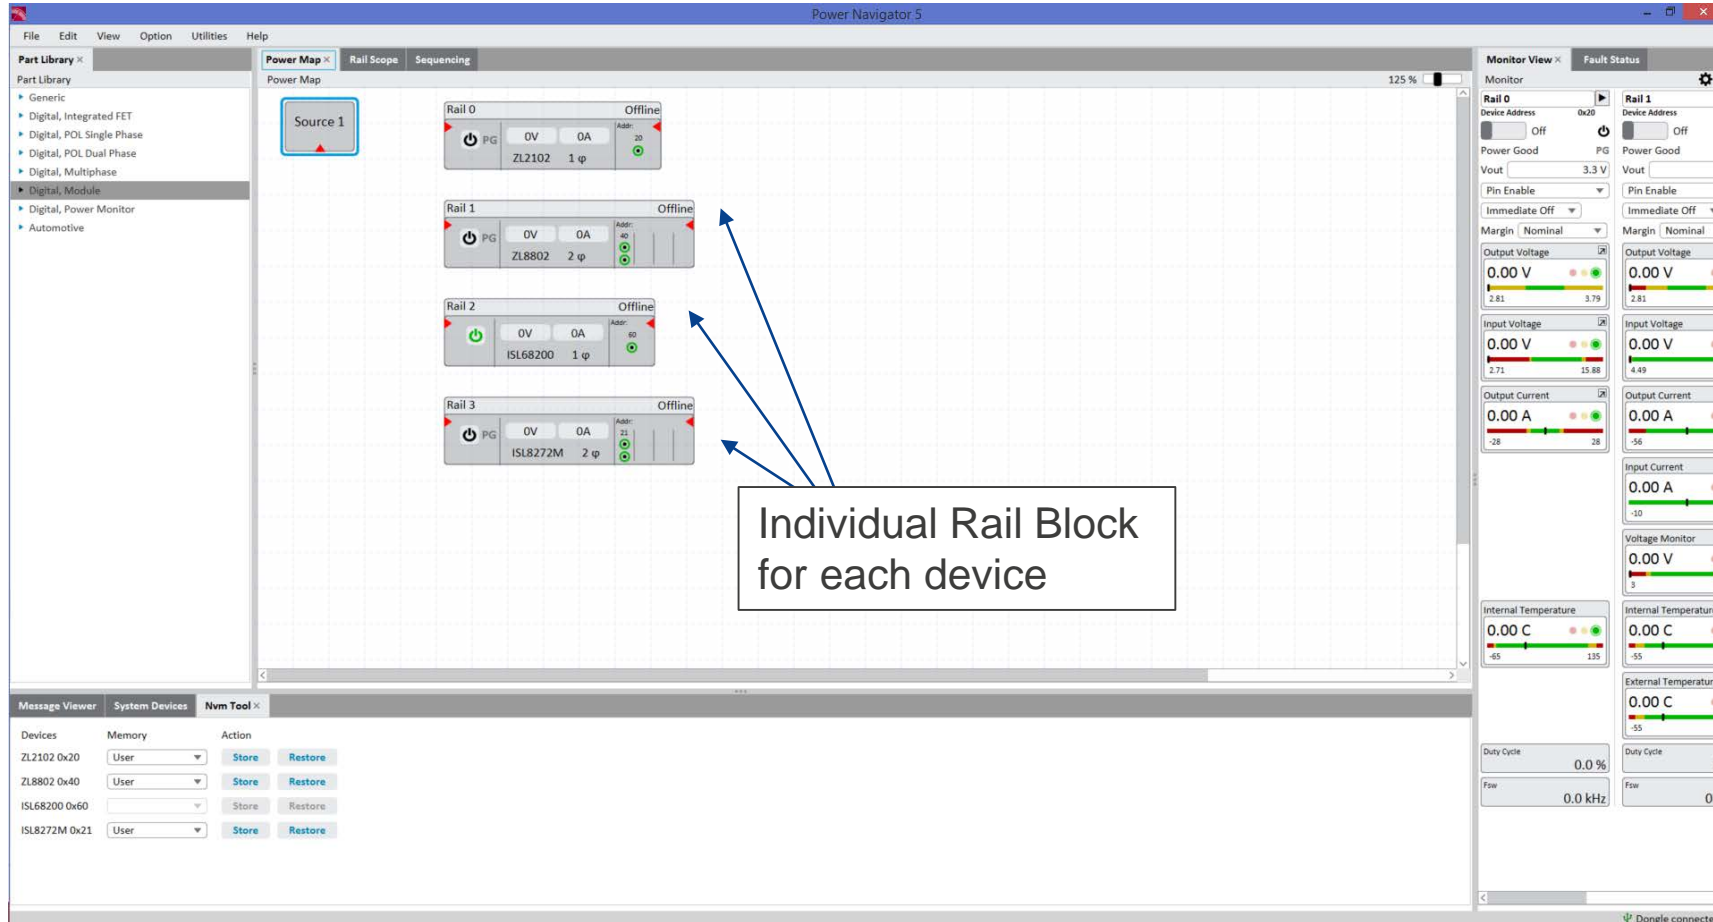 Power Navigator 5
File Edit View Option Utilities Help
Part Library
Part Library
Generic
Digital, Integrated FET
Digital, POL Single Phase
Digital, POL Dual Phase
Digital, Multiphase
Digital, Module
Digital, Power Monitor
Automotive
Power Map Rail Scope Sequencing
Power Map 125 %
Source 1
Rail 0 Offline
PG 0V 0A Addr: 20
ZL2102 1 φ
Rail 1 Offline
PG 0V 0A Addr: 40
ZL8802 2 φ
Rail 2 Offline
0V 0A Addr: 60
ISL68200 1 φ
Rail 3 Offline
PG 0V 0A Addr: 21
ISL8272M 2 φ
Individual Rail Block
for each device
Monitor View Fault Status
Monitor
Rail 0
Device Address 0x20
Off
Power Good PG
Vout 3.3 V
Pin Enable
Immediate Off
Margin Nominal
Output Voltage
0.00 V
2.81 3.79
Input Voltage
0.00 V
2.71 15.88
Output Current
0.00 A
-28 28
Internal Temperature
0.00 C
-65 135
Duty Cycle
0.0 %
Fsw
0.0 kHz
Rail 1
Device Address
Off
Power Good
Vout
Pin Enable
Immediate Off
Margin Nominal
Output Voltage
0.00 V
2.81
Input Voltage
0.00 V
4.49
Output Current
0.00 A
-56
Input Current
0.00 A
-10
Voltage Monitor
0.00 V
3
Internal Temperatur
0.00 C
-55
External Temperatur
0.00 C
-55
Duty Cycle
Fsw
0
Message Viewer System Devices Nvm Tool
Devices Memory Action
ZL2102 0x20 User Store Restore
ZL8802 0x40 User Store Restore
ISL68200 0x60 Store Restore
ISL8272M 0x21 User Store Restore
Dongle connecte